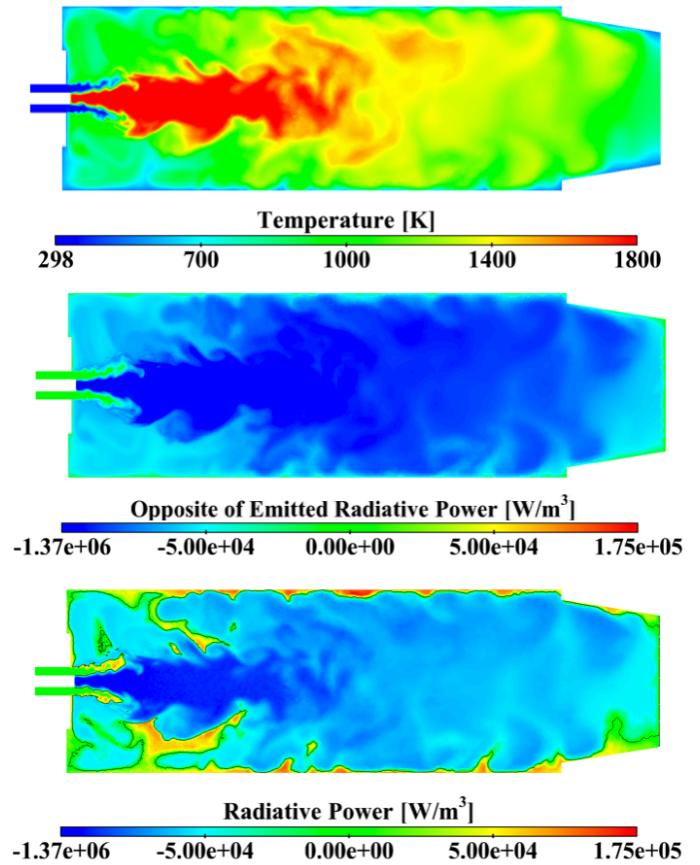 Temperature [K]
298 700 1000 1400 1800
Opposite of Emitted Radiative Power [W/m³]
-1.37e+06 -5.00e+04 0.00e+00 5.00e+04 1.75e+05
Radiative Power [W/m³]
-1.37e+06 -5.00e+04 0.00e+00 5.00e+04 1.75e+05